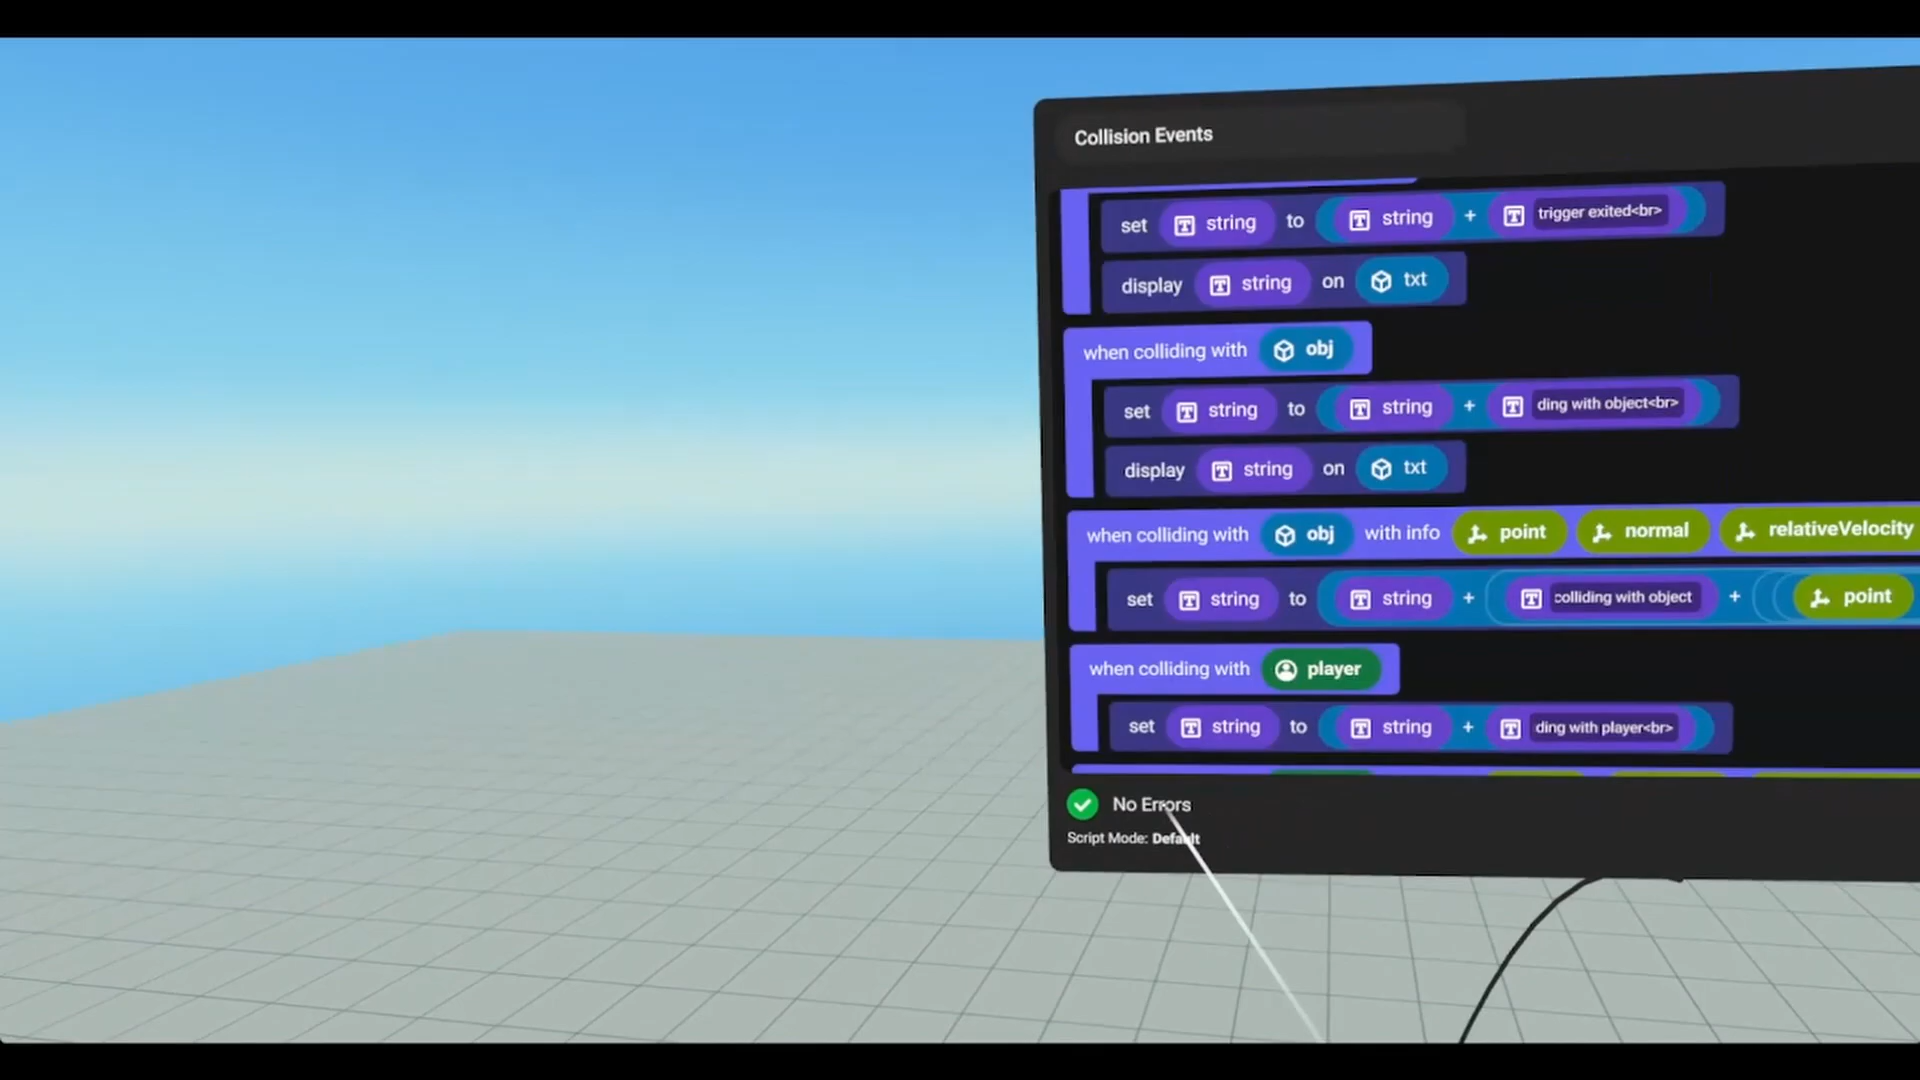 Collision Events
set string to string + trigger exited<br>
display string on txt
when colliding with obj
set string to string + ding with object<br>
display string on txt
when colliding with obj with info point normal relativeVelocity
set string to string + colliding with object + point
when colliding with player
set string to string + ding with player<br>
No Errors
Script Mode: Default